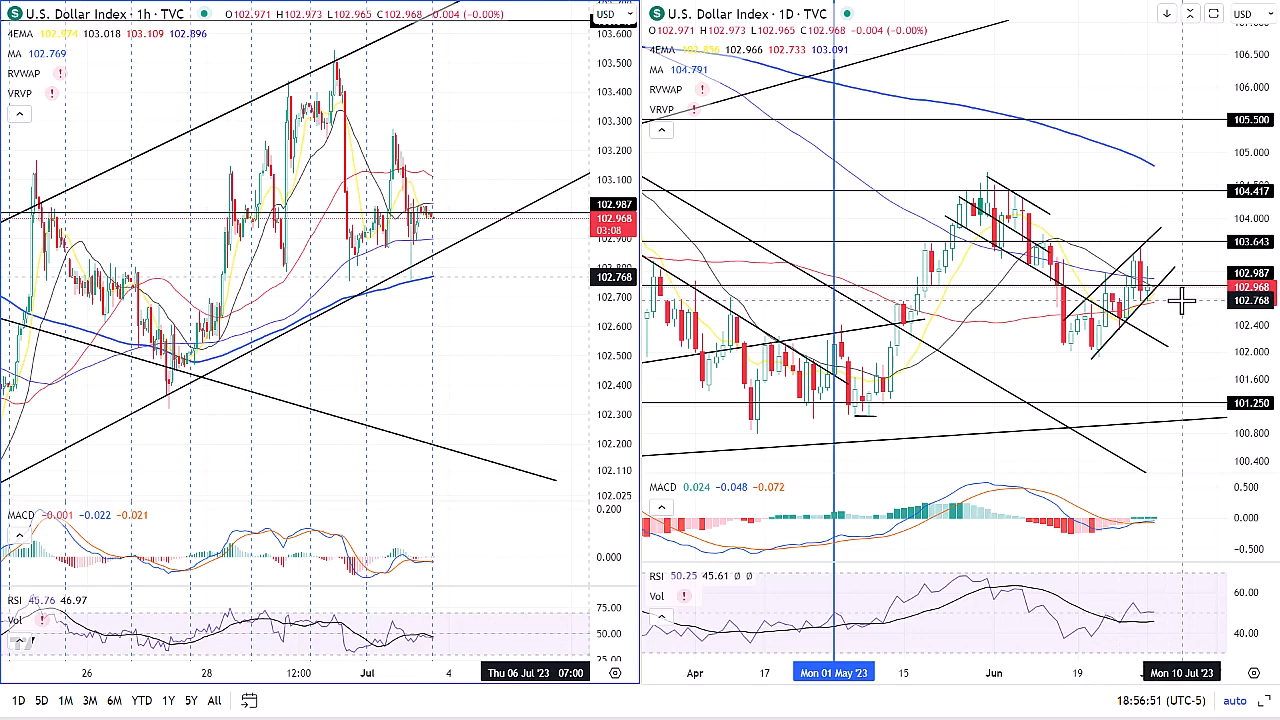 U.S. Dollar Index · 1h · TVC O102.971 H102.973 L102.965 C102.968 -0.004 (-0.00%)
4EMA 102.974 103.018 103.109 102.896
MA 102.769
RVWAP !
VRVP !
USD
103.600
103.500
103.400
103.300
103.200
103.100
102.987
102.968
03:08
102.900
102.768
102.700
102.600
102.500
102.400
102.300
102.200
102.110
102.025
MACD -0.001 -0.022 -0.021
0.200
0.000
RSI 45.76 46.97
Vol !
75.00
50.00
25.00
26 28 12:00 Jul 4 Thu 06 Jul '23 07:00
U.S. Dollar Index · 1D · TVC
O102.971 H102.973 L102.965 C102.968 -0.004 (-0.00%)
4EMA 102.966 102.733 103.091
MA 104.791
RVWAP !
VRVP !
USD
106.500
106.000
105.500
105.000
104.417
104.000
103.643
102.987
102.968
102.768
102.400
102.000
101.600
101.250
100.800
100.400
MACD 0.024 -0.048 -0.072
0.500
0.000
-0.500
RSI 50.25 45.61 ∅ ∅
Vol !
60.00
40.00
Apr 17 Mon 01 May '23 15 Jun 19 Mon 10 Jul '23
1D 5D 1M 3M 6M YTD 1Y 5Y All
18:56:51 (UTC-5) auto